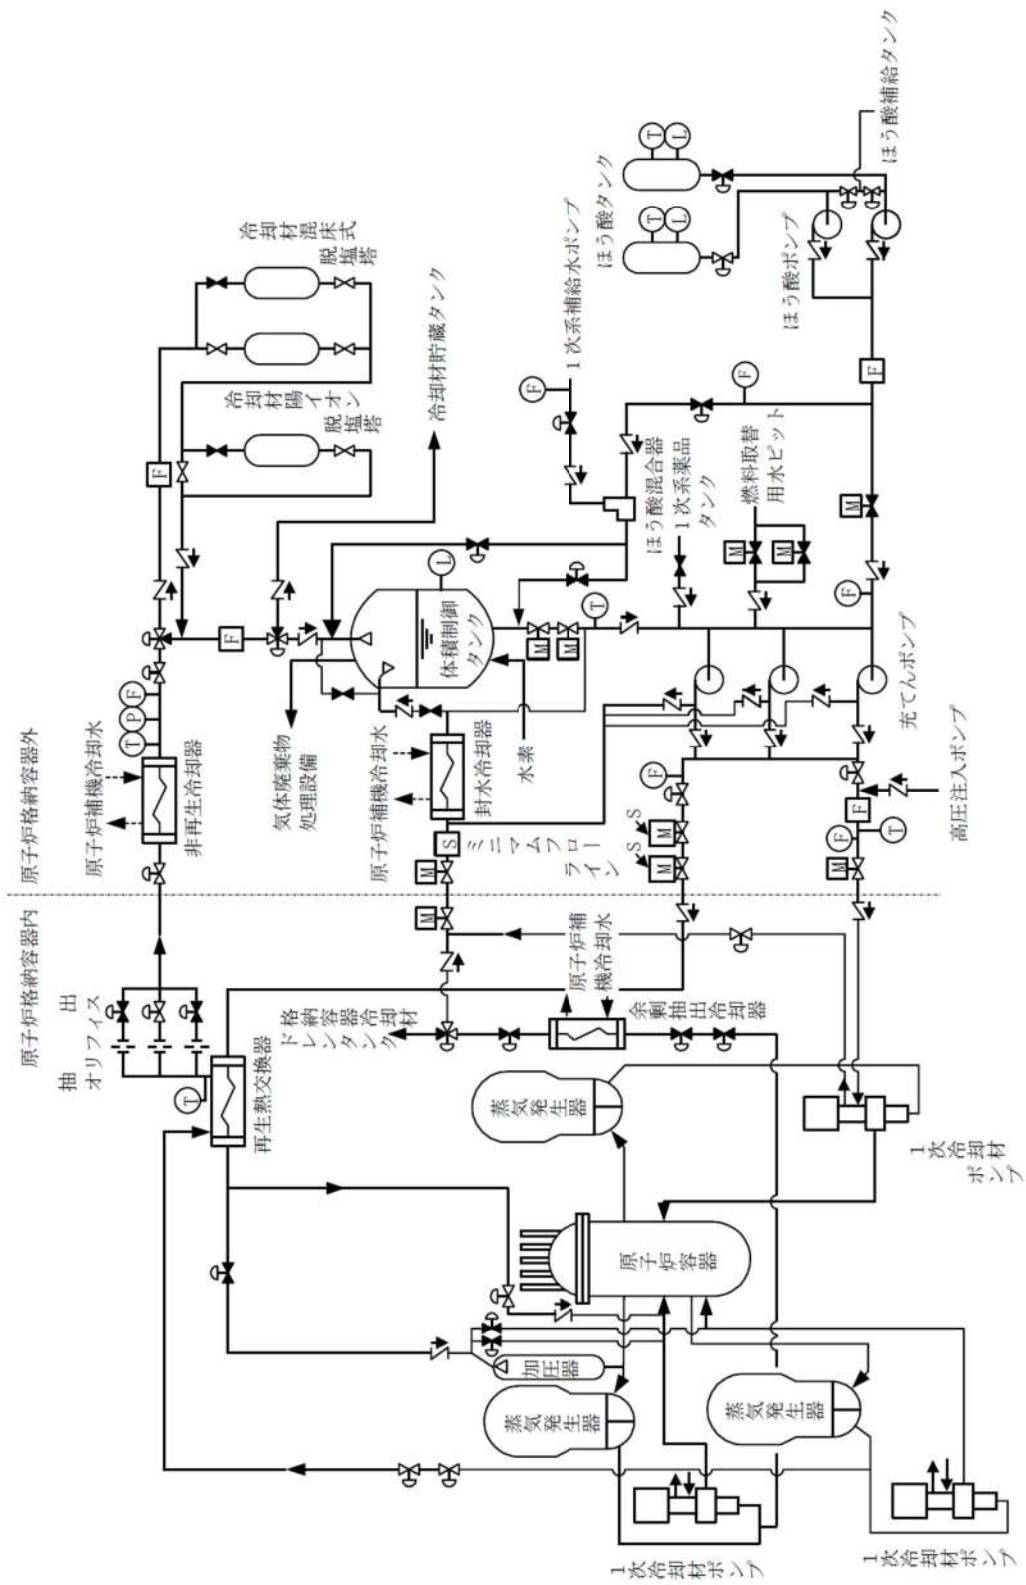 原子炉格納容器内
原子炉格納容器外
抽出
オリフィス
再生熱交換器
T
原子炉補機冷却水
非再生冷却器
T
P
F
F
冷却材混床式
脱塩塔
冷却材陽イオン
脱塩塔
F
冷却材貯蔵タンク
気体廃棄物
処理設備
体積制御
タンク
L
水素
原子炉補機冷却水
封水冷却器
S
ミニマムフロー
ライン
M
M
M
M
T
格納容器冷却材
ドレンタンク
原子炉補
機冷却水
余剰抽出冷却器
F
1次系補給水ポンプ
ほう酸混合器
1次系薬品
タンク
燃料取替
用水ピット
M
M
ほう酸タンク
T
L
T
L
ほう酸ポンプ
ほう酸補給タンク
F
F
M
F
充てんポンプ
F
M
S
M
S
F
F
T
M
高圧注入ポンプ
蒸気発生器
原子炉容器
加圧器
蒸気発生器
蒸気発生器
1次冷却材
ポンプ
1次冷却材ポンプ
1次冷却材ポンプ